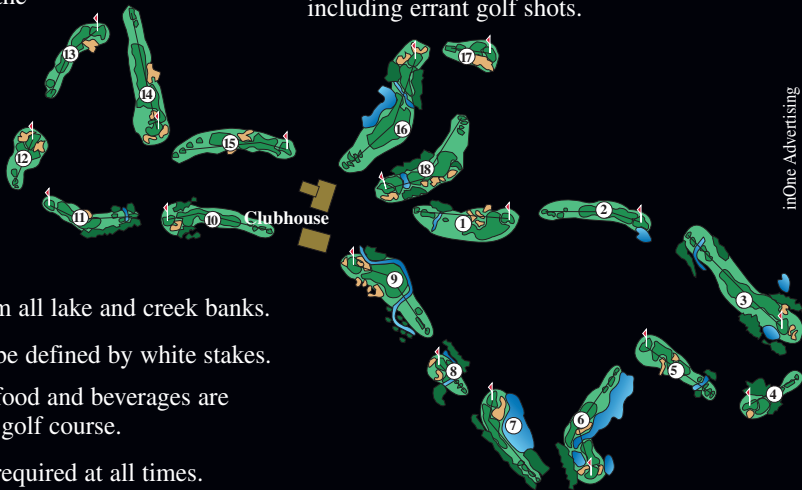 including errant golf shots.
13
14
17
16
15
12
18
11
10
Clubhouse
1
2
9
3
8
5
4
7
6
all lake and creek banks.
be defined by white stakes.
food and beverages are
golf course.
required at all times.
inOne Advertising